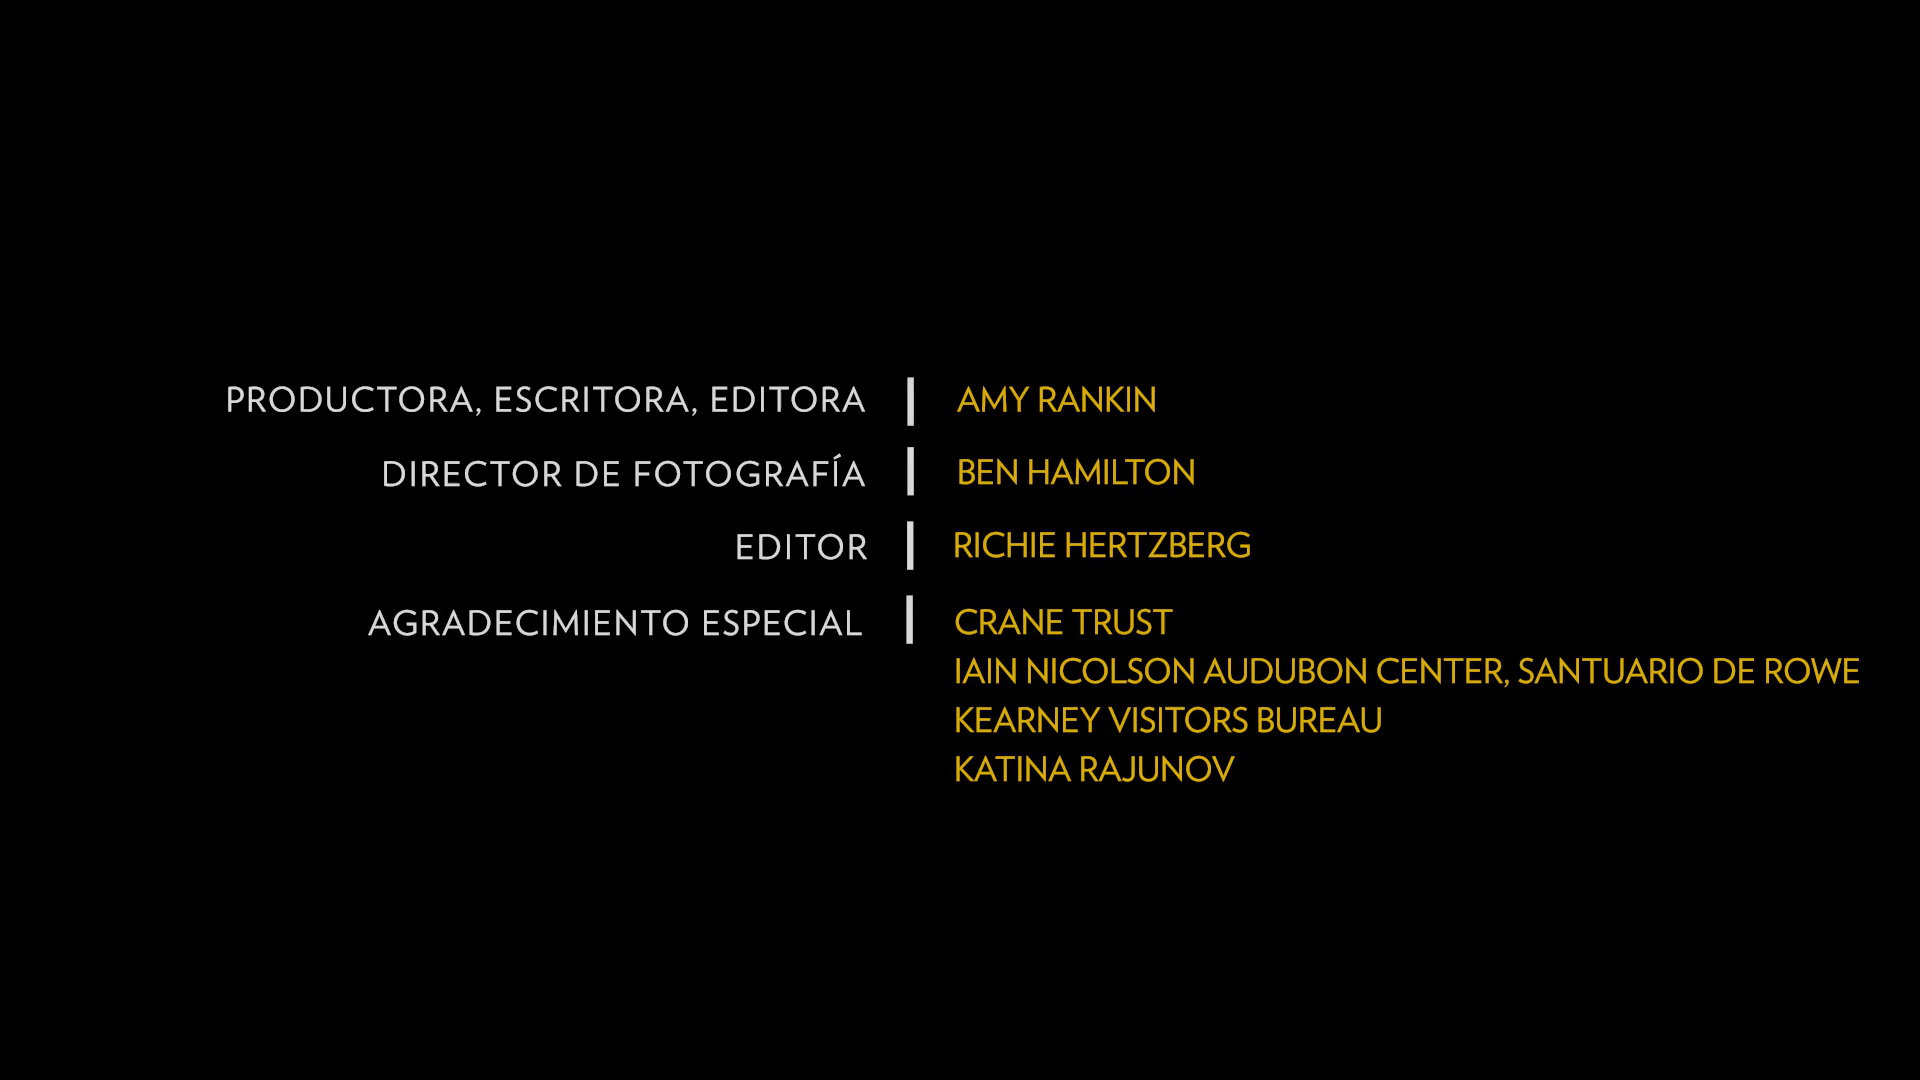 PRODUCTORA, ESCRITORA, EDITORA | AMY RANKIN
DIRECTOR DE FOTOGRAFÍA | BEN HAMILTON
EDITOR | RICHIE HERTZBERG
AGRADECIMIENTO ESPECIAL | CRANE TRUST
IAIN NICOLSON AUDUBON CENTER, SANTUARIO DE ROWE
KEARNEY VISITORS BUREAU
KATINA RAJUNOV